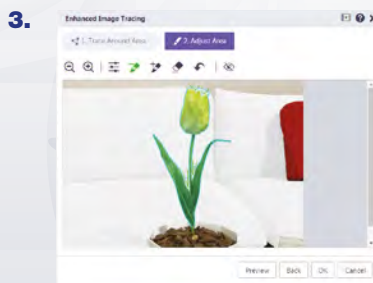 3.
Enhanced Image Tracing
1. Trace Around Area
2. Adjust Area
Preview
Back
OK
Cancel